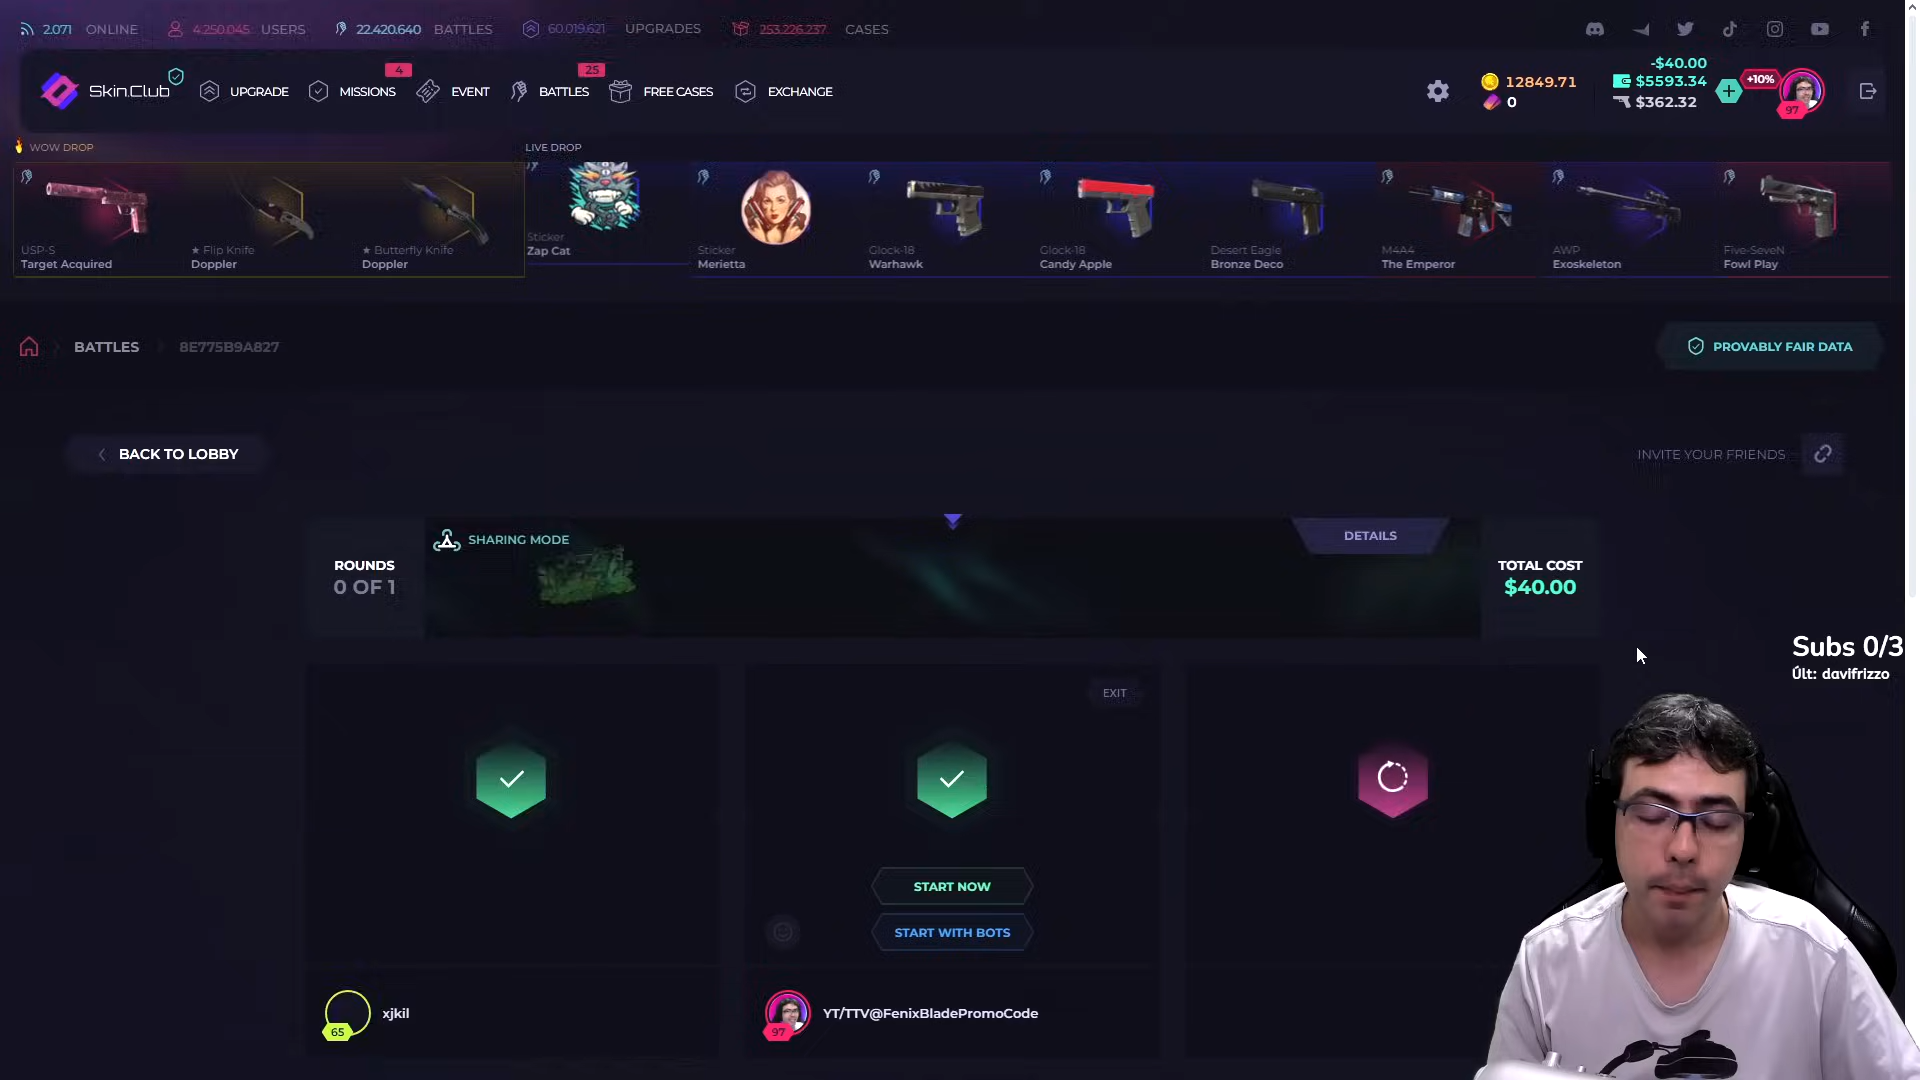 2.071 ONLINE 4.250.045 USERS 22.420.640 BATTLES 60.019.621 UPGRADES 253.226.237 CASES
Skin.Club UPGRADE 4 MISSIONS EVENT 25 BATTLES FREE CASES EXCHANGE
12849.71
0
-$40.00
$5593.34
$362.32
+10%
97
WOW DROP
LIVE DROP
USP-S
Target Acquired
★ Flip Knife
Doppler
★ Butterfly Knife
Doppler
Sticker
Zap Cat
Sticker
Merietta
Glock-18
Warhawk
Glock-18
Candy Apple
Desert Eagle
Bronze Deco
M4A4
The Emperor
AWP
Exoskeleton
Five-SeveN
Fowl Play
BATTLES 8E775B9A827
PROVABLY FAIR DATA
BACK TO LOBBY
INVITE YOUR FRIENDS
ROUNDS
0 OF 1
SHARING MODE
DETAILS
TOTAL COST
$40.00
Subs 0/3
Últ: davifrizzo
EXIT
START NOW
START WITH BOTS
65
xjkil
97
YT/TTV@FenixBladePromoCode